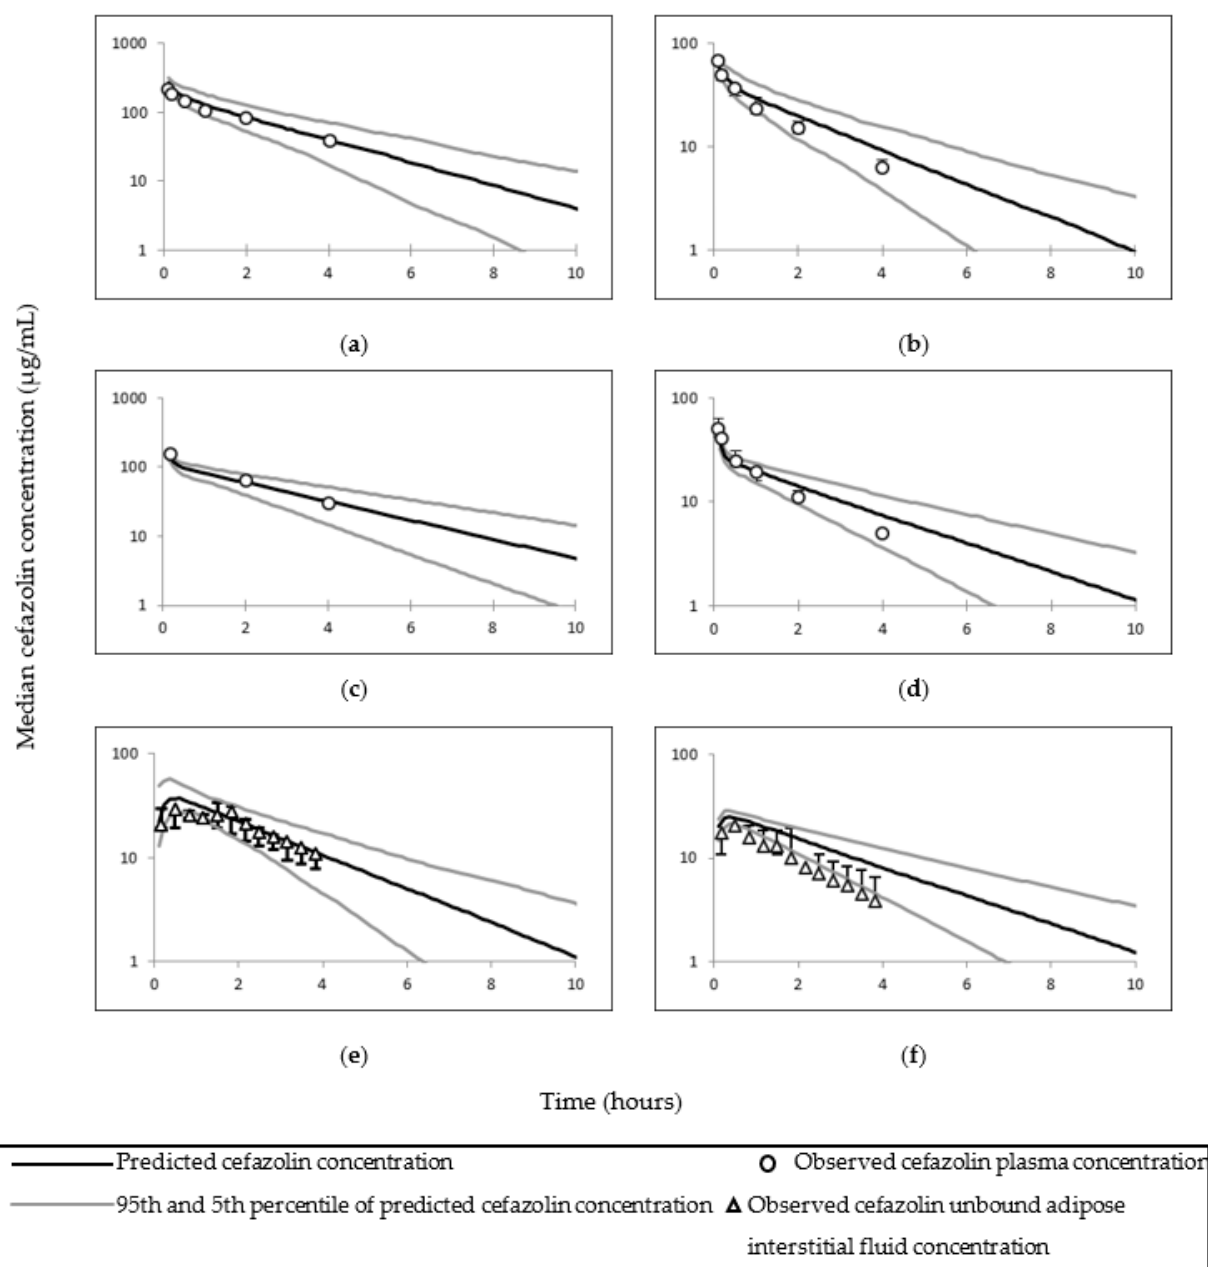 1000
100
10
1
0 2 4 6 8 10
(a)
100
10
1
0 2 4 6 8 10
(b)
Median cefazolin concentration (µg/mL)
1000
100
10
1
0 2 4 6 8 10
(c)
100
10
1
0 2 4 6 8 10
(d)
100
10
1
0 2 4 6 8 10
(e)
100
10
1
0 2 4 6 8 10
(f)
Time (hours)
Predicted cefazolin concentration
Observed cefazolin plasma concentration
95th and 5th percentile of predicted cefazolin concentration
Observed cefazolin unbound adipose
interstitial fluid concentration